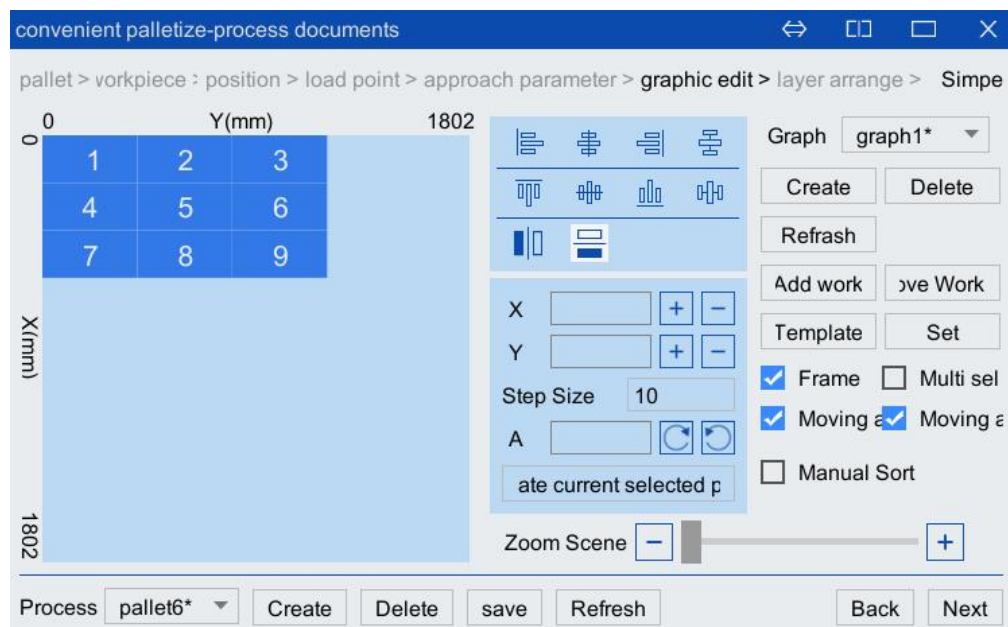 convenient palletize-process documents
pallet > vorkpiece : position > load point > approach parameter > graphic edit > layer arrange > Simpe
0 Y(mm) 1802
0
1 2 3
4 5 6
7 8 9
X(mm)
1802
Graph graph1*
Create Delete
Refrash
Add work ove Work
Template Set
Frame Multi sel
Moving a Moving a
Manual Sort
X + −
Y + −
Step Size 10
A
ate current selected p
Zoom Scene − +
Process pallet6* Create Delete save Refresh Back Next